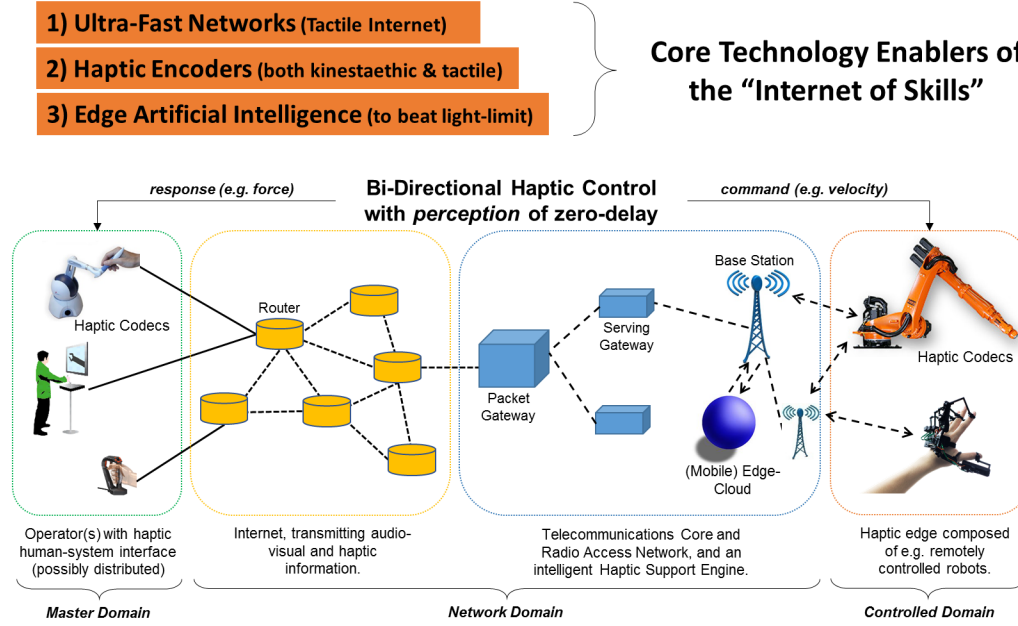 1) Ultra-Fast Networks (Tactile Internet)
2) Haptic Encoders (both kinestaethic & tactile)
3) Edge Artificial Intelligence (to beat light-limit)
Core Technology Enablers of
the “Internet of Skills”
response (e.g. force)
Bi-Directional Haptic Control
with perception of zero-delay
command (e.g. velocity)
Haptic Codecs
Router
Packet
Gateway
Serving
Gateway
Base Station
(Mobile) Edge-
Cloud
Haptic Codecs
Operator(s) with haptic
human-system interface
(possibly distributed)
Internet, transmitting audio-
visual and haptic
information.
Telecommunications Core and
Radio Access Network, and an
intelligent Haptic Support Engine.
Haptic edge composed
of e.g. remotely
controlled robots.
Master Domain
Network Domain
Controlled Domain